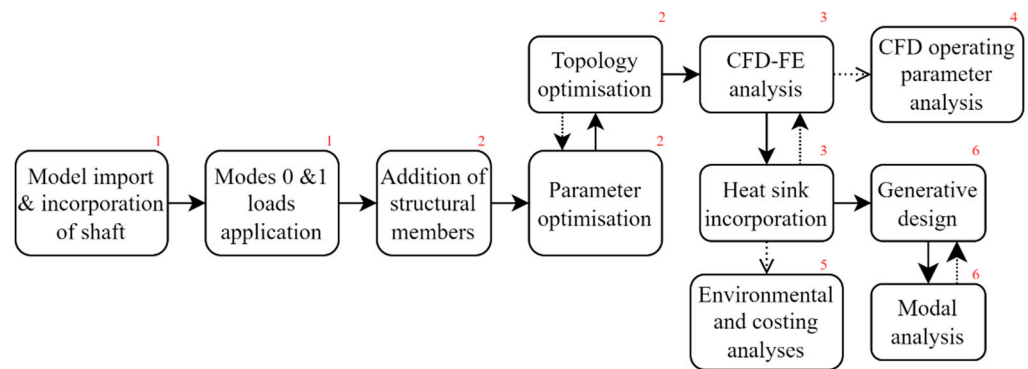 1
Model import
& incorporation
of shaft
1
Modes 0 &1
loads
application
2
Addition of
structural
members
2
Topology
optimisation
2
Parameter
optimisation
3
CFD-FE
analysis
4
CFD operating
parameter
analysis
3
Heat sink
incorporation
6
Generative
design
5
Environmental
and costing
analyses
6
Modal
analysis